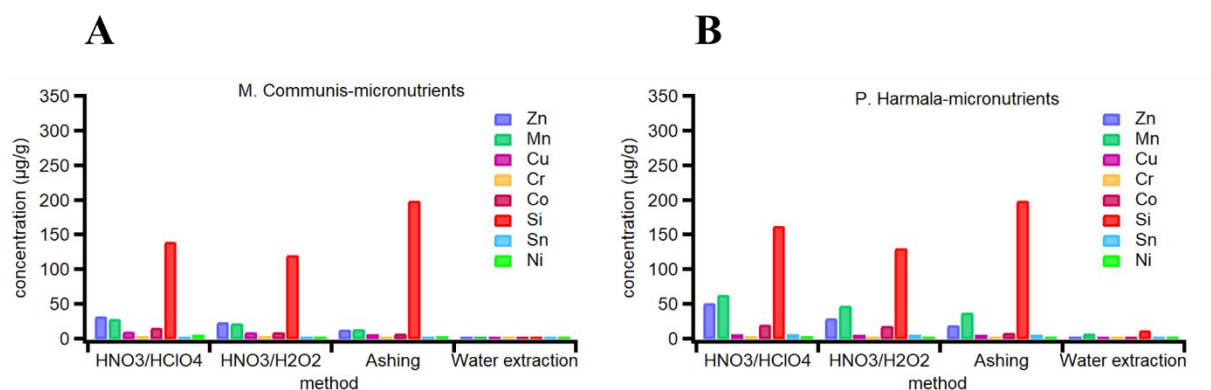 A
M. Communis-micronutrients
350
300
250
200
150
100
50
0
concentration (µg/g)
Zn
Mn
Cu
Cr
Co
Si
Sn
Ni
HNO3/HClO4 HNO3/H2O2 Ashing Water extraction
method
B
P. Harmala-micronutrients
350
300
250
200
150
100
50
0
concentration (µg/g)
Zn
Mn
Cu
Cr
Co
Si
Sn
Ni
HNO3/HClO4 HNO3/H2O2 Ashing Water extraction
method